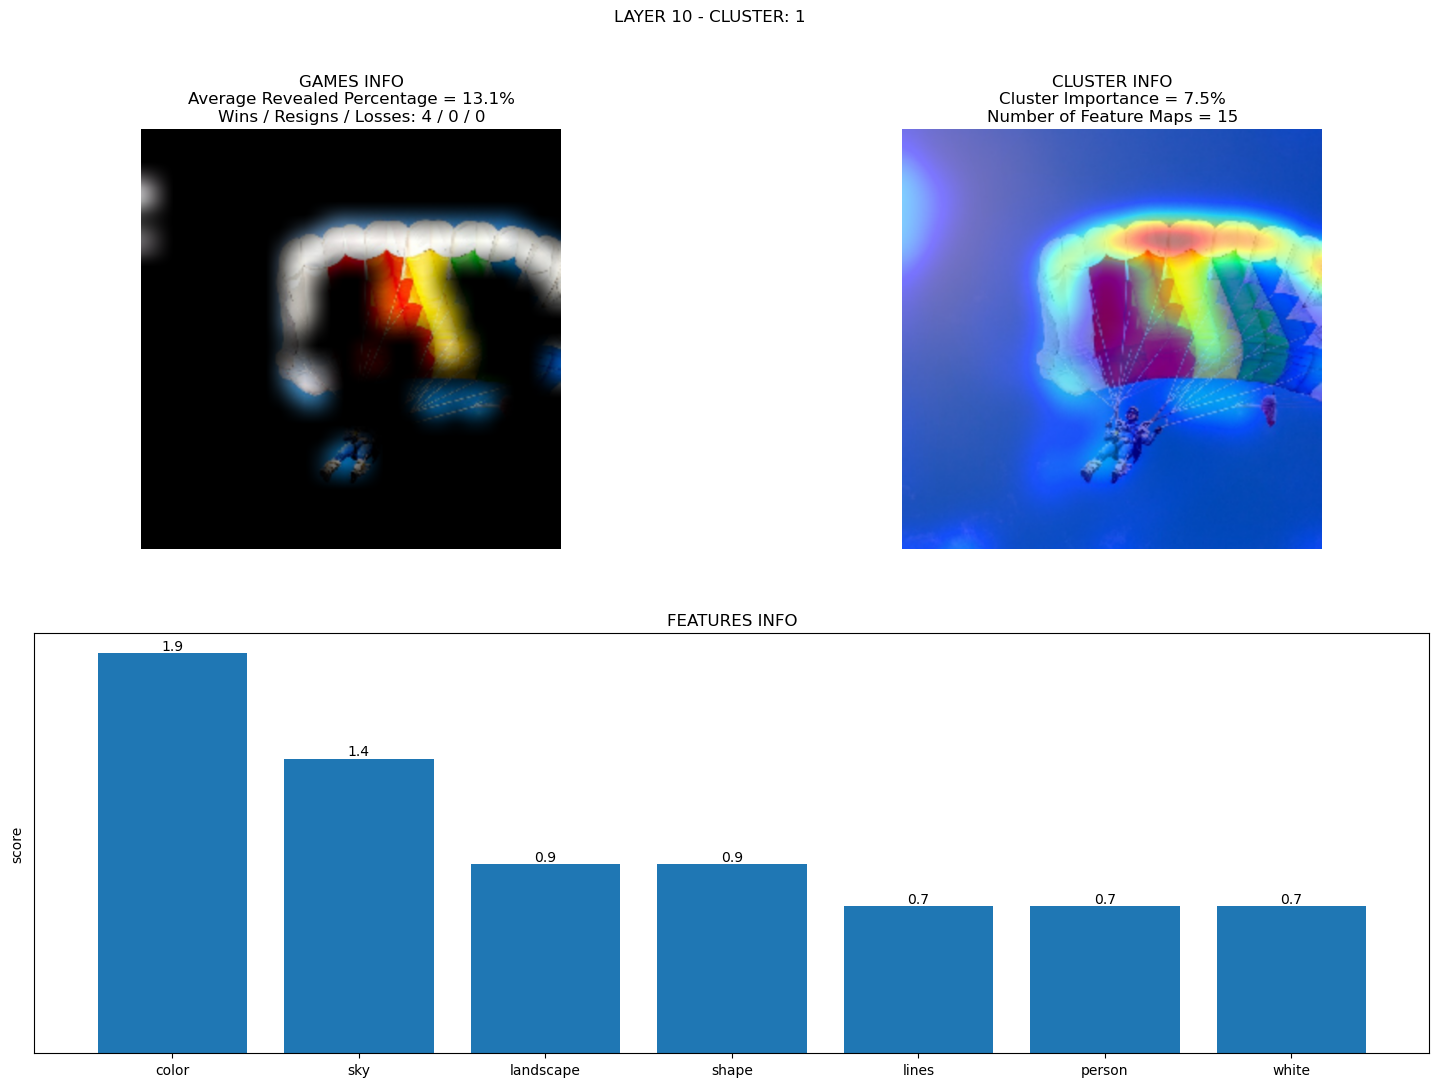 LAYER 10 - CLUSTER: 1
GAMES INFO
Average Revealed Percentage = 13.1%
Wins / Resigns / Losses: 4 / 0 / 0
CLUSTER INFO
Cluster Importance = 7.5%
Number of Feature Maps = 15
FEATURES INFO
score
1.9
1.4
0.9
0.9
0.7
0.7
0.7
color
sky
landscape
shape
lines
person
white